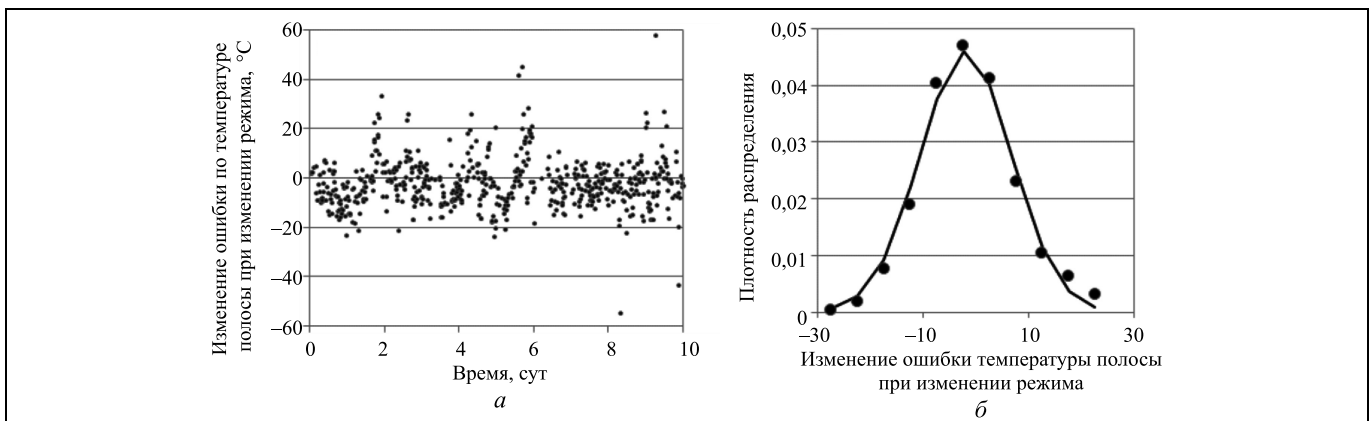 Изменение ошибки по температуре
полосы при изменении режима, °С
60
40
20
0
–20
–40
–60
0 2 4 6 8 10
Время, сут
а
Плотность распределения
0,05
0,04
0,03
0,02
0,01
0
–30 –10 10 30
Изменение ошибки температуры полосы
при изменении режима
б